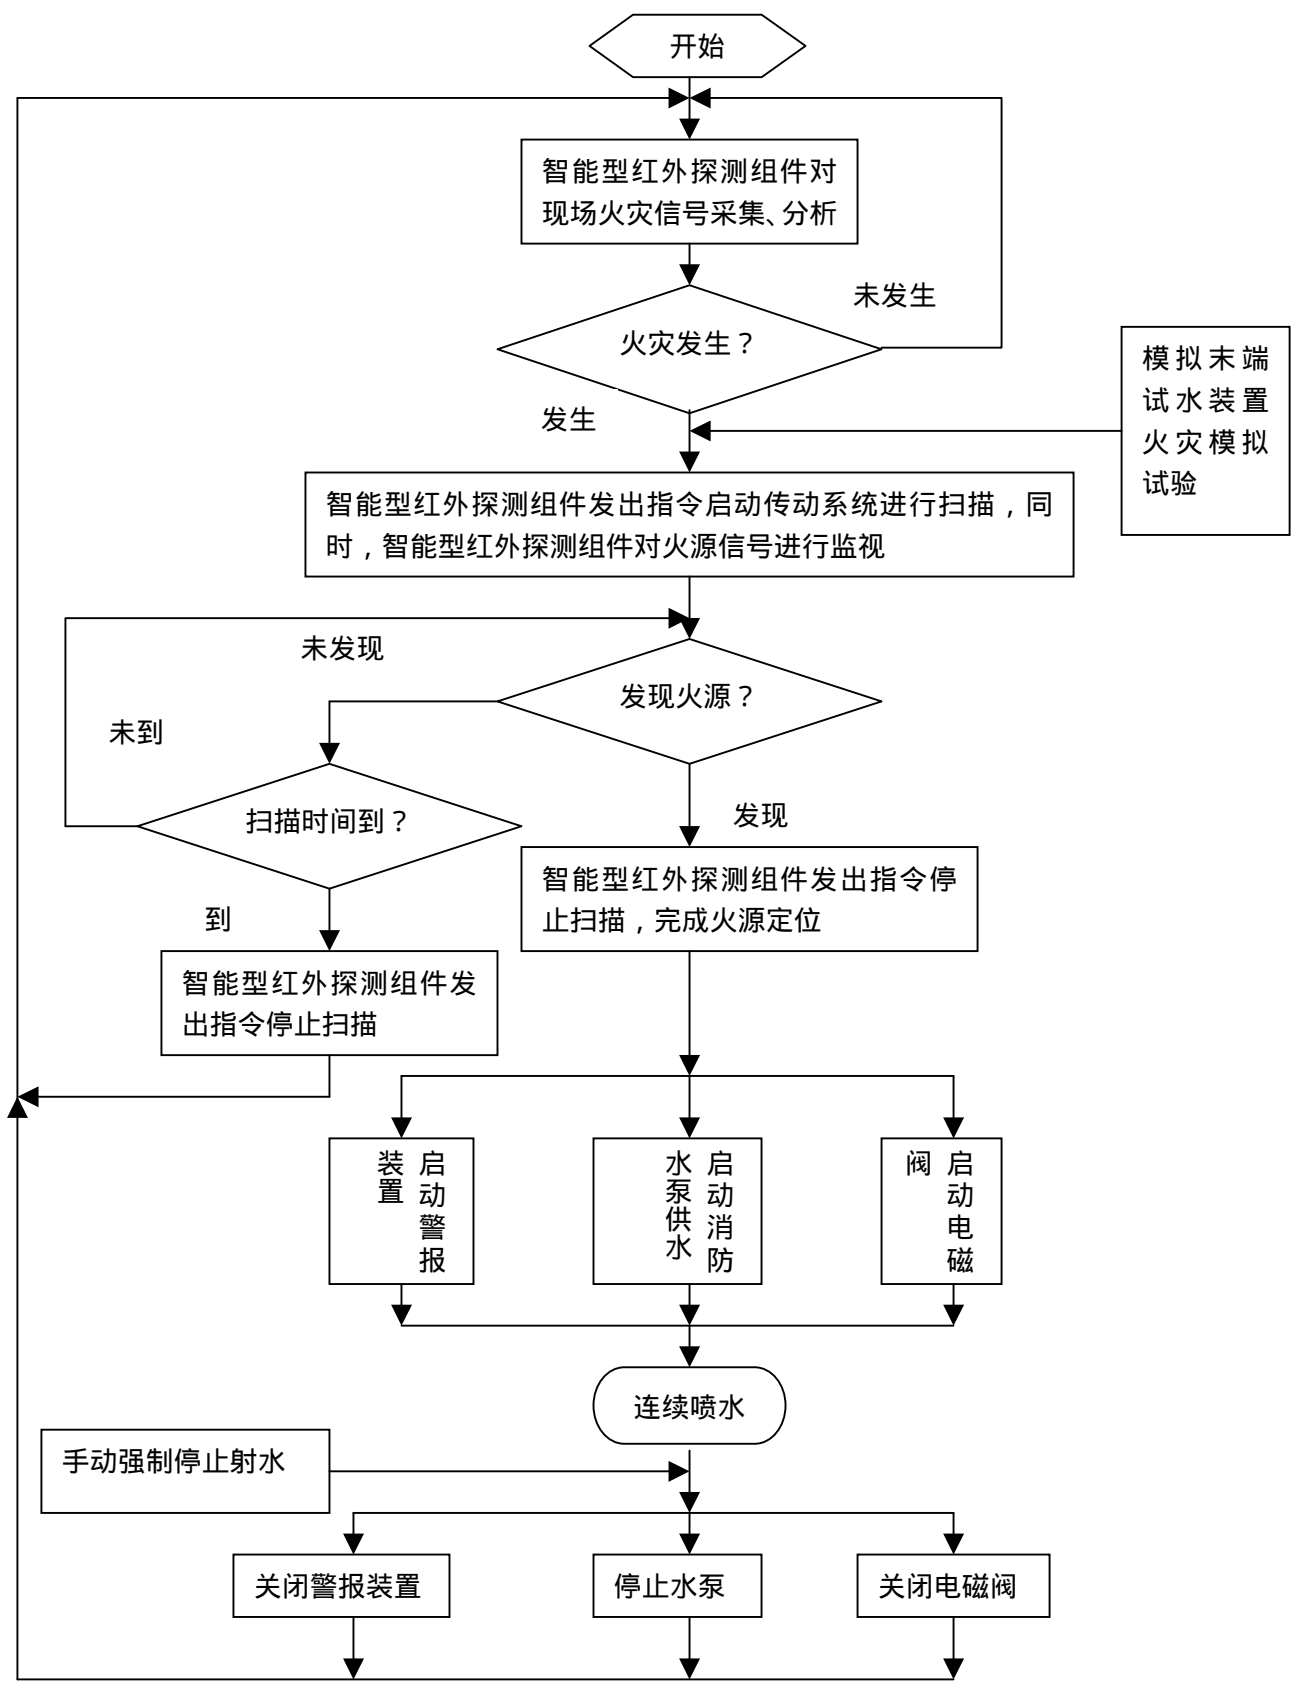 开始
智能型红外探测组件对
现场火灾信号采集、分析
未发生
火灾发生？
模拟末端
试水装置
火灾模拟
试验
发生
智能型红外探测组件发出指令启动传动系统进行扫描，同
时，智能型红外探测组件对火源信号进行监视
未发现
发现火源？
未到
扫描时间到？
发现
智能型红外探测组件发出指令停
止扫描，完成火源定位
到
智能型红外探测组件发
出指令停止扫描
启动警报
装置
启动消防
水泵供水
启动电磁
阀
连续喷水
手动强制停止射水
关闭警报装置
停止水泵
关闭电磁阀